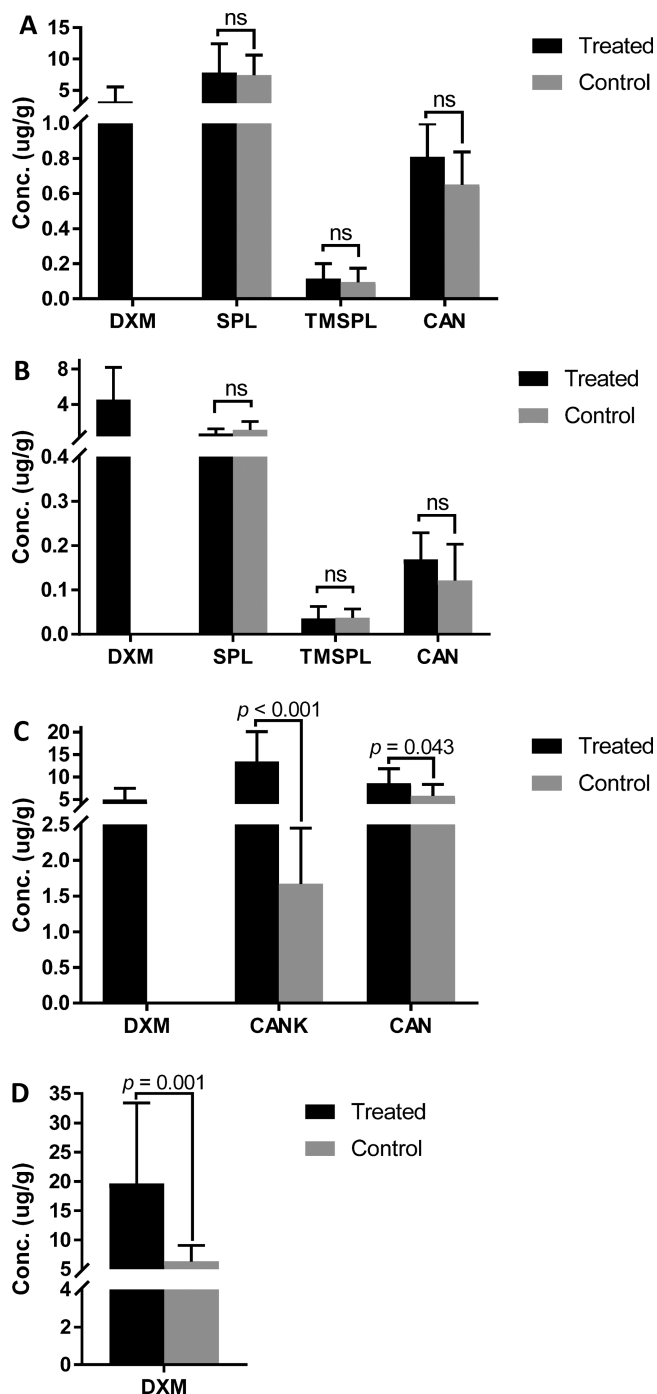 A
Conc. (ug/g)
15
10
5
1.0
0.8
0.6
0.4
0.2
0.0
ns
ns
ns
DXM SPL TMSPL CAN
Treated
Control
B
Conc. (ug/g)
8
4
0.4
0.3
0.2
0.1
0.0
ns
ns
ns
DXM SPL TMSPL CAN
Treated
Control
C
Conc. (ug/g)
20
15
10
5
2.5
2.0
1.5
1.0
0.5
0.0
p < 0.001
p = 0.043
DXM CANK CAN
Treated
Control
D
Conc. (ug/g)
35
30
25
20
15
10
5
4
2
0
p = 0.001
DXM
Treated
Control